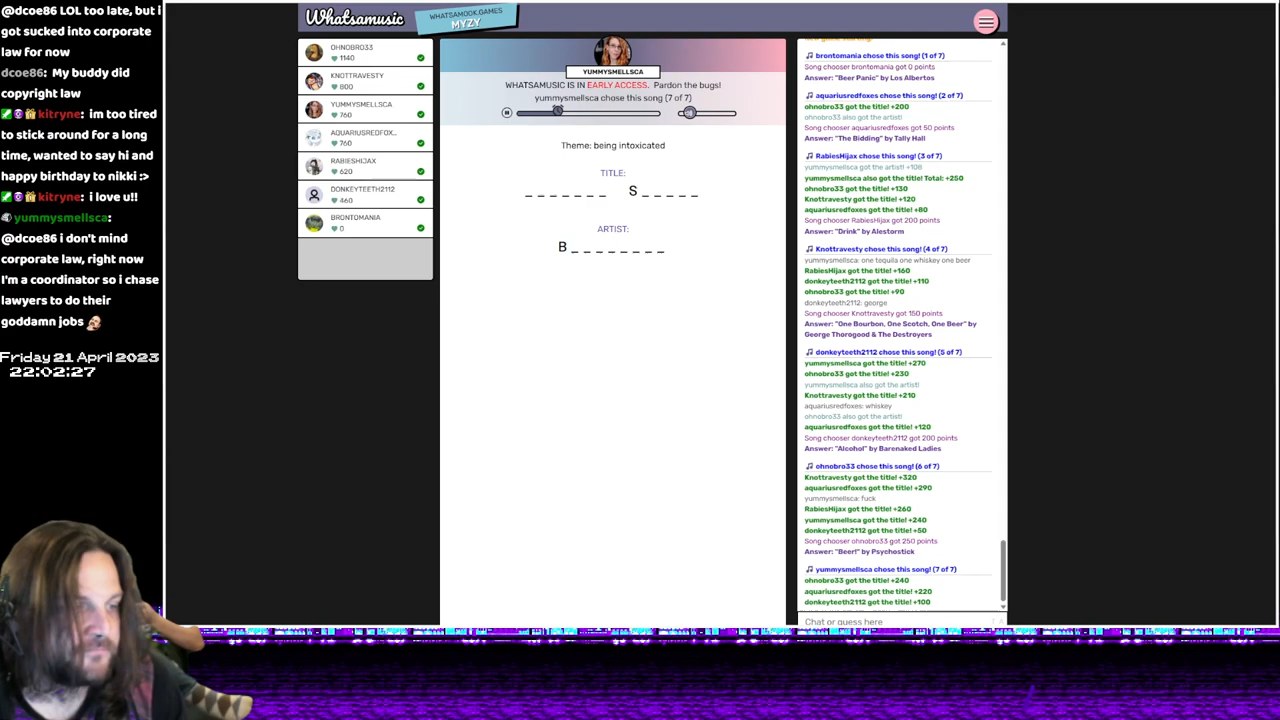 @dcoe86 LOL too late, but i
got sucked into corporate
law for now
dcoe86: My bad. I meant
copyright law
kitryne: im to tired
to stick around for long
time, wanted to say hi and
happy birthday tho
kitryne: i love u!!
yummysmellsca:
@dcoe86 i don't mind
corporate law, right now
I'm just annoyed at these
lawyers to do their
goddamn jobs
Friday 21 April 2023
Whatsamusic
WHATSAMOOK.GAMES
MYZY
OHNOBRO33
1140
KNOTTRAVESTY
800
YUMMYSMELLSCA
760
AQUARIUSREDFOX...
760
RABIESHIJAX
620
DONKEYTEETH2112
460
BRONTOMANIA
0
YUMMYSMELLSCA
WHATSAMUSIC IS IN EARLY ACCESS. Pardon the bugs!
yummysmellsca chose this song (7 of 7)
Theme: being intoxicated
TITLE:
_ _ _ _ _ _ _ S _ _ _ _ _
ARTIST:
B _ _ _ _ _ _ _ _
brontomania chose this song! (1 of 7)
Song chooser brontomania got 0 points
Answer: "Beer Panic" by Los Albertos
aquariusredfoxes chose this song! (2 of 7)
ohnobro33 got the title! +200
ohnobro33 also got the artist!
Song chooser aquariusredfoxes got 50 points
Answer: "The Bidding" by Tally Hall
RabiesHijax chose this song! (3 of 7)
yummysmellsca got the artist! +108
yummysmellsca also got the title! Total: +250
ohnobro33 got the title! +130
Knottravesty got the title! +120
aquariusredfoxes got the title! +80
Song chooser RabiesHijax got 200 points
Answer: "Drink" by Alestorm
Knottravesty chose this song! (4 of 7)
yummysmellsca: one tequila one whiskey one beer
RabiesHijax got the title! +160
donkeyteeth2112 got the title! +110
ohnobro33 got the title! +90
donkeyteeth2112: george
Song chooser Knottravesty got 150 points
Answer: "One Bourbon, One Scotch, One Beer" by
George Thorogood & The Destroyers
donkeyteeth2112 chose this song! (5 of 7)
yummysmellsca got the title! +270
ohnobro33 got the title! +230
yummysmellsca also got the artist!
Knottravesty got the title! +210
aquariusredfoxes: whiskey
ohnobro33 also got the artist!
aquariusredfoxes got the title! +120
Song chooser donkeyteeth2112 got 200 points
Answer: "Alcohol" by Barenaked Ladies
ohnobro33 chose this song! (6 of 7)
Knottravesty got the title! +320
aquariusredfoxes got the title! +290
yummysmellsca: fuck
RabiesHijax got the title! +260
yummysmellsca got the title! +240
donkeyteeth2112 got the title! +50
Song chooser ohnobro33 got 250 points
Answer: "Beer!" by Psychostick
yummysmellsca chose this song! (7 of 7)
ohnobro33 got the title! +240
aquariusredfoxes got the title! +220
donkeyteeth2112 got the title! +100
Chat or guess here